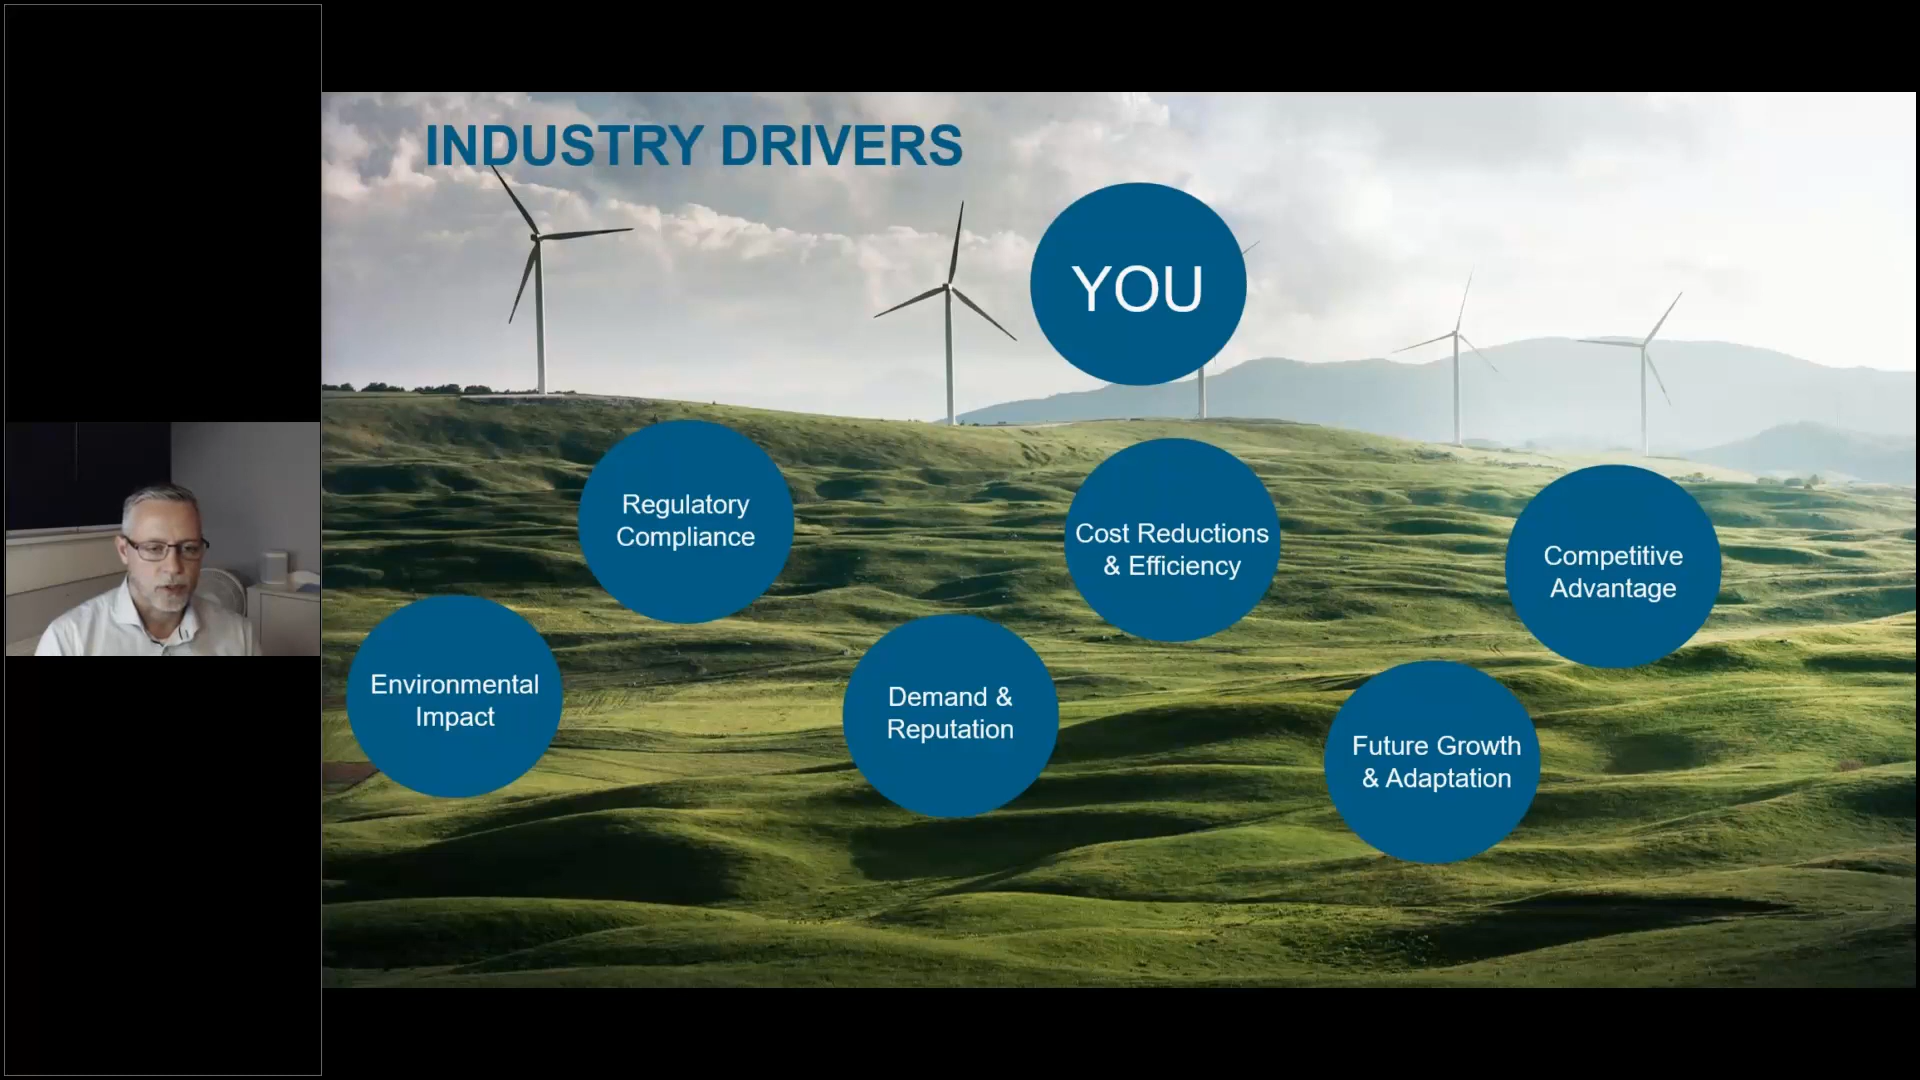 INDUSTRY DRIVERS
YOU
Regulatory
Compliance
Cost Reductions
& Efficiency
Competitive
Advantage
Environmental
Impact
Demand &
Reputation
Future Growth
& Adaptation